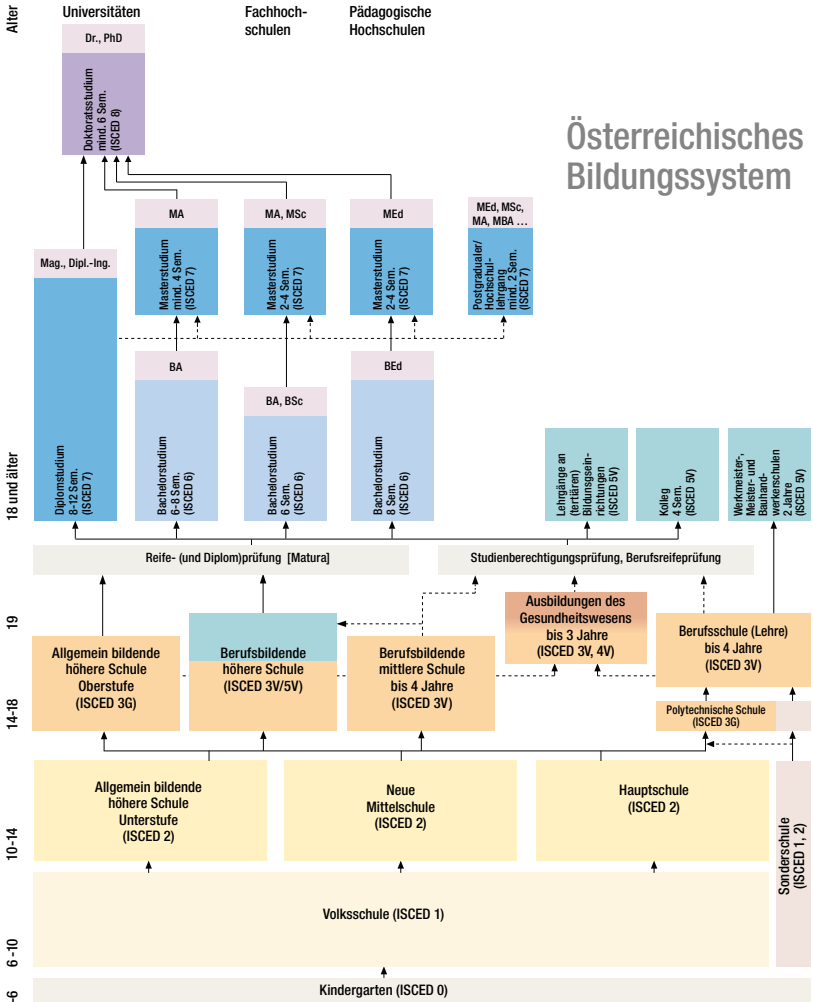 Alter
Universitäten
Fachhoch-
schulen
Pädagogische
Hochschulen
Österreichisches
Bildungssystem
Dr., PhD
Doktoratsstudium
mind. 6 Sem.
(ISCED 8)
Mag., Dipl.-Ing.
MA
MA, MSc
MEd
MEd, MSc,
MA, MBA ...
Masterstudium
mind. 4 Sem.
(ISCED 7)
Masterstudium
2-4 Sem.
(ISCED 7)
Masterstudium
2-4 Sem.
(ISCED 7)
Postgradualer/
Hochschul-
lehrgang
mind. 2 Sem.
(ISCED 7)
BA
BA, BSc
BEd
18 und älter
Diplomstudium
8-12 Sem.
(ISCED 7)
Bachelorstudium
6-8 Sem.
(ISCED 6)
Bachelorstudium
6 Sem.
(ISCED 6)
Bachelorstudium
8 Sem.
(ISCED 6)
Lehrgänge an
(tertiären)
Bildunsgsein-
richtungen
(ISCED 5V)
Kolleg
4 Sem.
(ISCED 5V)
Werkmeister-,
Meister- und
Bauhand-
werkerschulen
2 Jahre
(ISCED 5V)
Reife- (und Diplom)prüfung [Matura]
Studienberechtigungsprüfung, Berufsreifeprüfung
19
14-18
Allgemein bildende
höhere Schule
Oberstufe
(ISCED 3G)
Berufsbildende
höhere Schule
(ISCED 3V/5V)
Berufsbildende
mittlere Schule
bis 4 Jahre
(ISCED 3V)
Ausbildungen des
Gesundheitswesens
bis 3 Jahre
(ISCED 3V, 4V)
Berufsschule (Lehre)
bis 4 Jahre
(ISCED 3V)
Polytechnische Schule
(ISCED 3G)
10-14
Allgemein bildende
höhere Schule
Unterstufe
(ISCED 2)
Neue
Mittelschule
(ISCED 2)
Hauptschule
(ISCED 2)
Sonderschule
(ISCED 1, 2)
6 -10
Volksschule (ISCED 1)
-6
Kindergarten (ISCED 0)